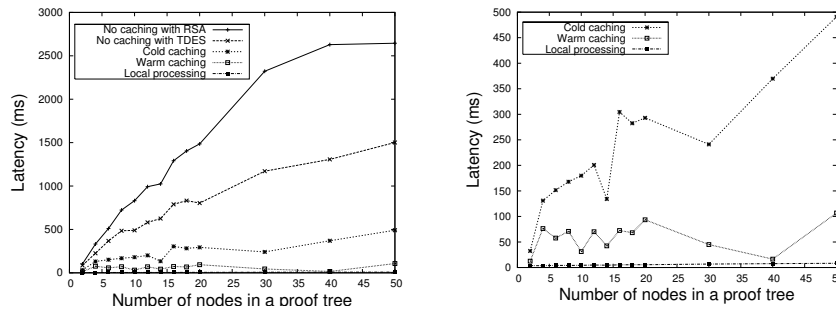 Latency (ms)
3000
2500
2000
1500
1000
500
0
No caching with RSA
No caching with TDES
Cold caching
Warm caching
Local processing
0 5 10 15 20 25 30 35 40 45 50
Number of nodes in a proof tree
Latency (ms)
500
450
400
350
300
250
200
150
100
50
0
Cold caching
Warm caching
Local processing
0 5 10 15 20 25 30 35 40 45 50
Number of nodes in a proof tree